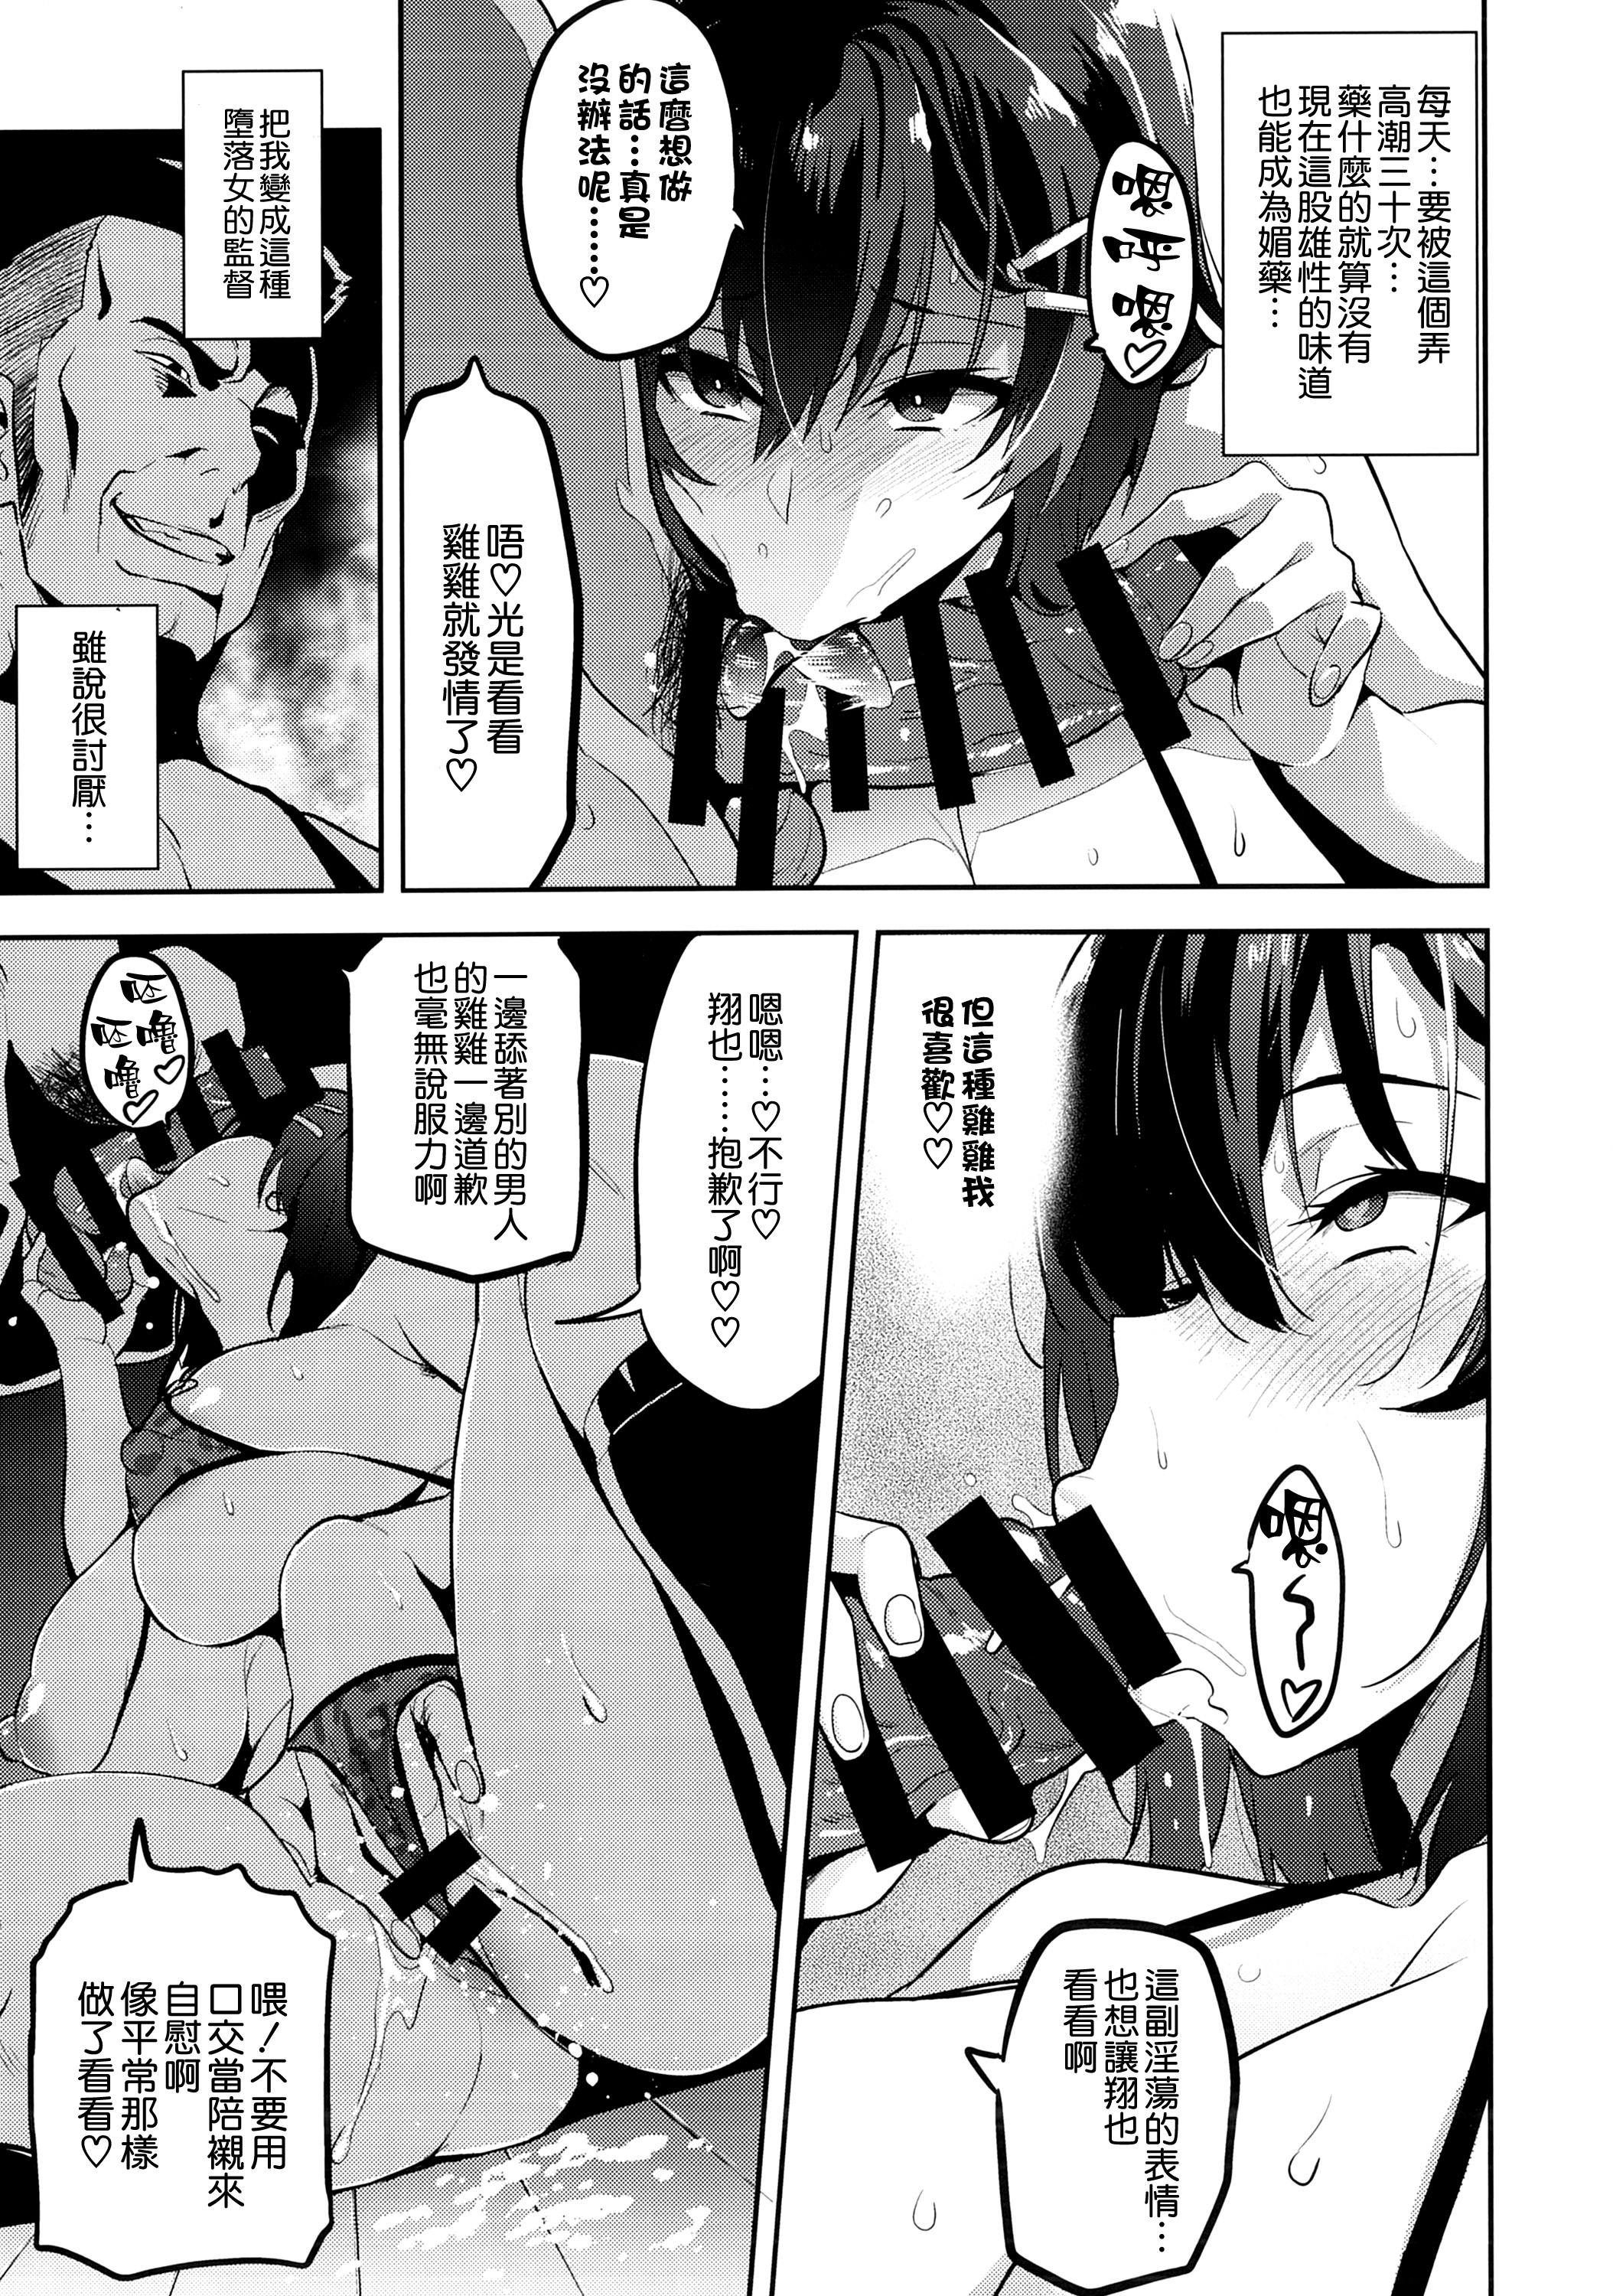 每天…要被這個弄
高潮三十次…
藥什麼的就算沒有
現在這股雄性的味道
也能成為媚藥…
嗯呼嗯♡
這麼想做
的話…真是
沒辦法呢……♡
唔♡光是看看
雞雞就發情了♡
把我變成這種
墮落女的監督
雖說很討厭…
但這種雞雞我
很喜歡♡♡
嗯～♡
這副淫蕩的表情…
也想讓翔也
看看啊
嗯嗯…♡不行♡
翔也……抱歉了啊♡♡
一邊舔著別的男人
的雞雞一邊道歉
也毫無說服力啊
呸嚕♡
呸嚕♡
喂！不要用
口交當陪襯來
自慰啊
像平常那樣
做了看看♡